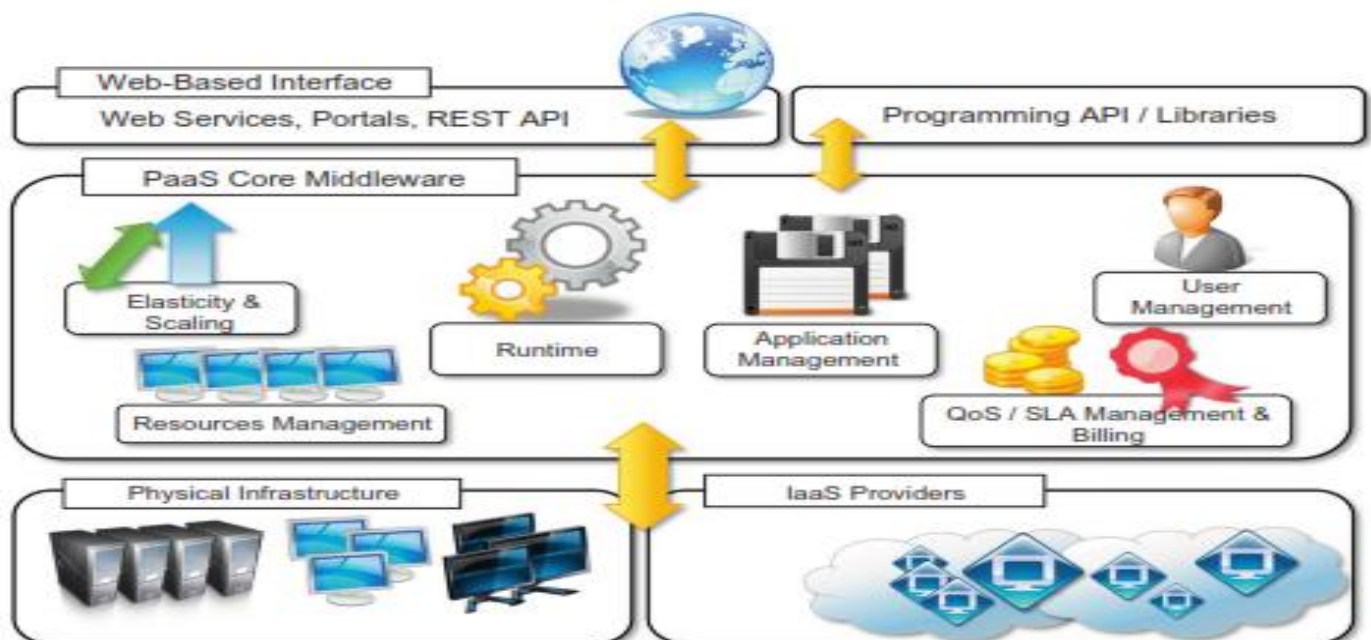 Web-Based Interface
Web Services, Portals, REST API
Programming API / Libraries
PaaS Core Middleware
Elasticity &
Scaling
Runtime
Application
Management
User
Management
Resources Management
QoS / SLA Management &
Billing
Physical Infrastructure
IaaS Providers